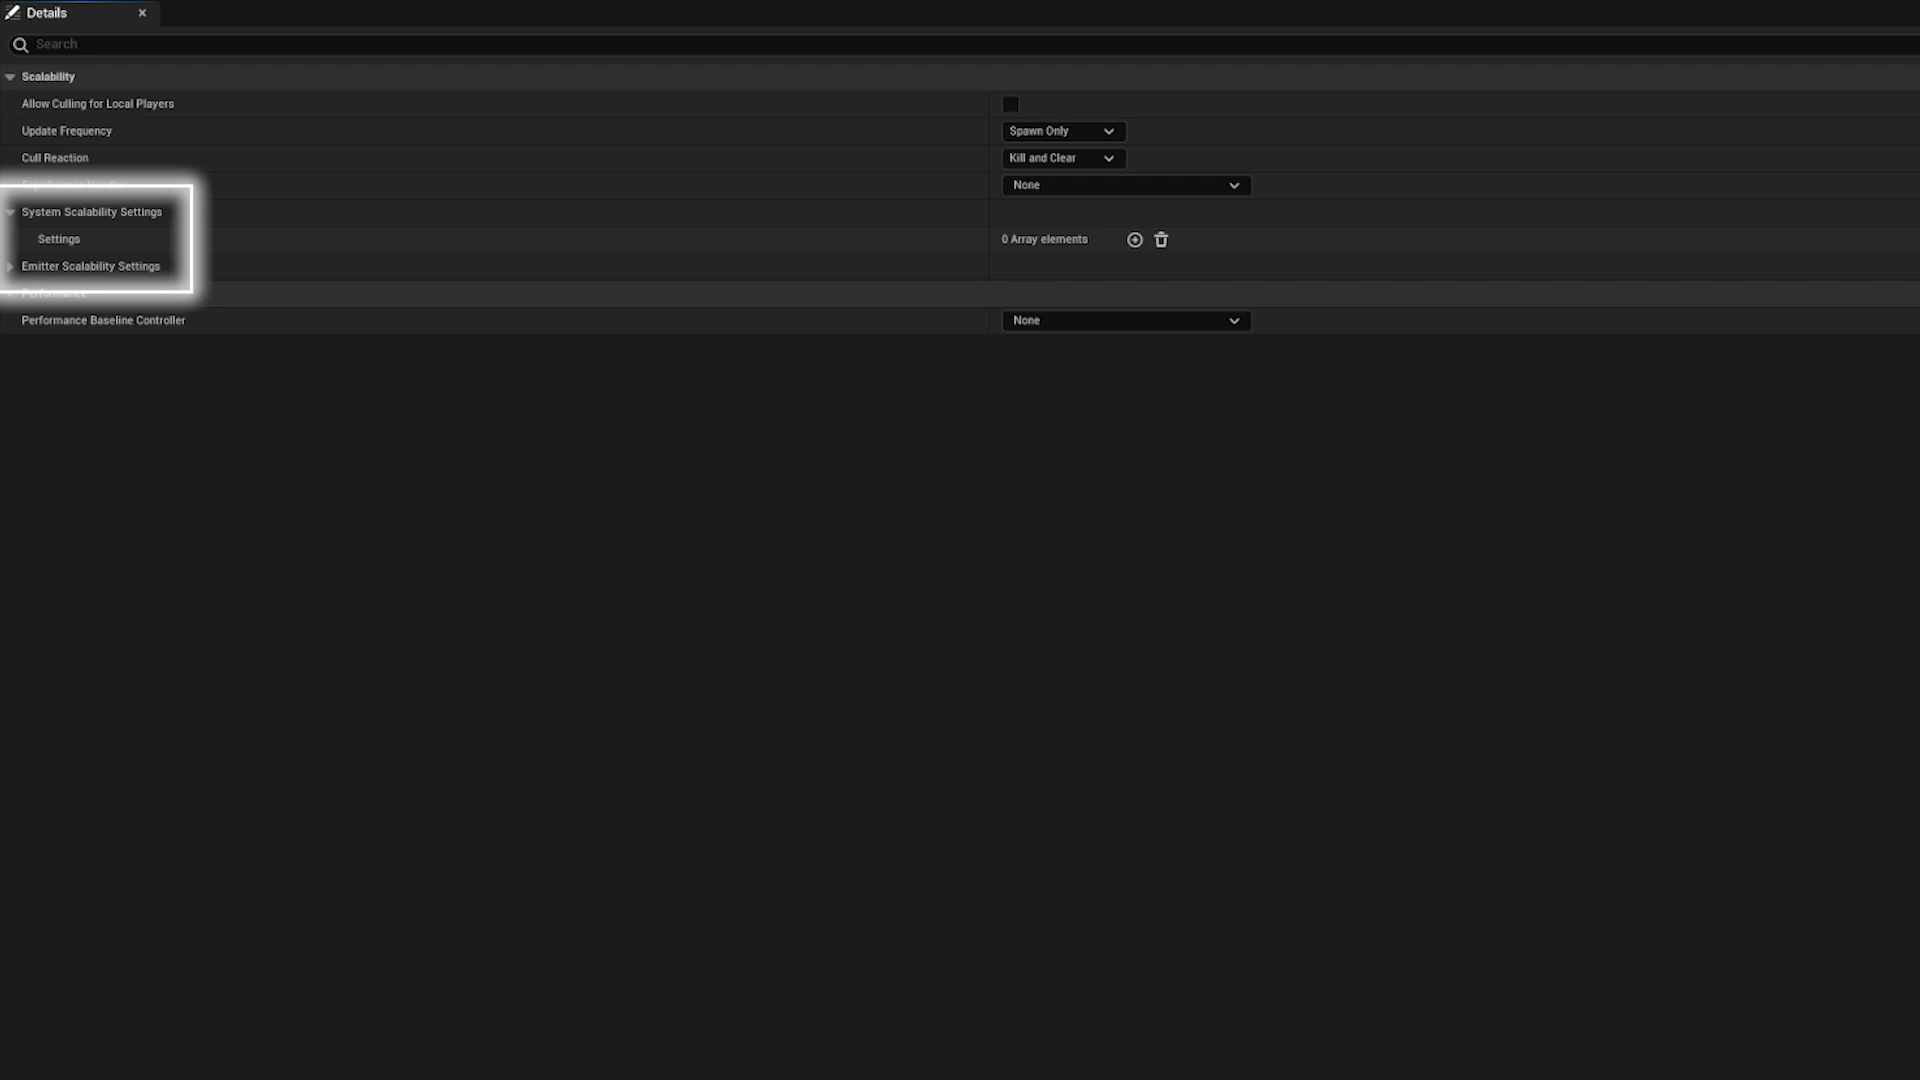 Details
Search
Scalability
Allow Culling for Local Players
Update Frequency Spawn Only
Cull Reaction Kill and Clear
None
System Scalability Settings
Settings 0 Array elements
Emitter Scalability Settings
Performance
Performance Baseline Controller None